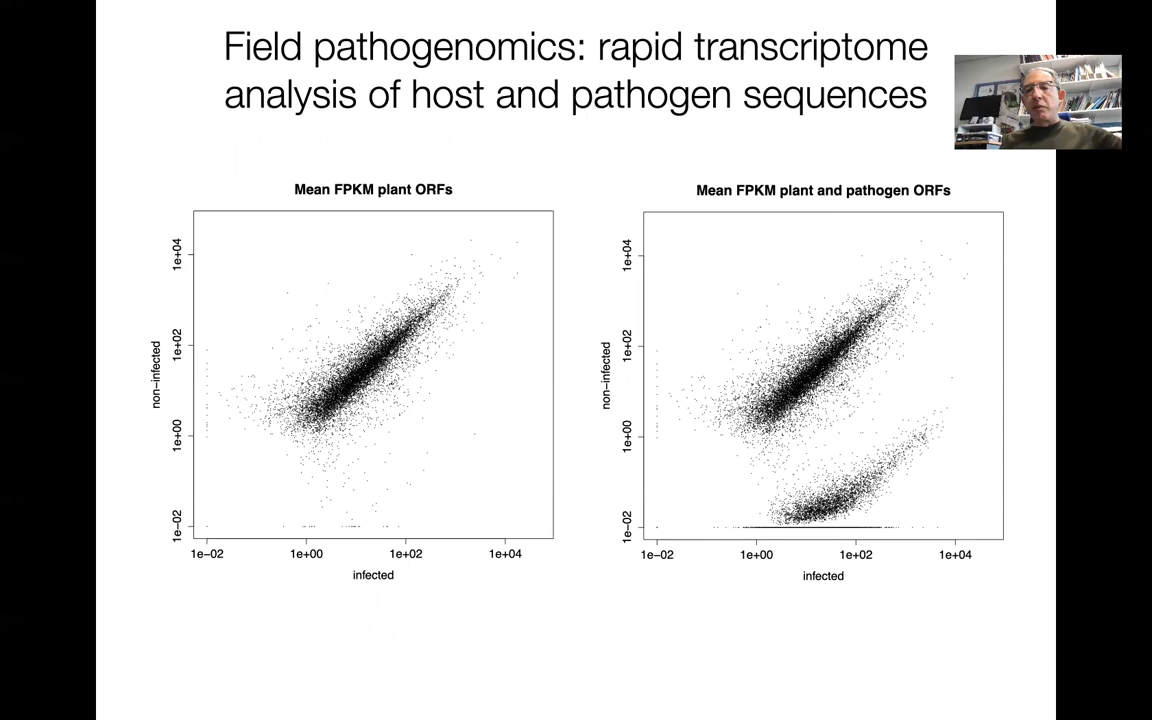 Field pathogenomics: rapid transcriptome
analysis of host and pathogen sequences
Mean FPKM plant ORFs
non−infected
1e+04
1e+02
1e+00
1e−02
1e−02 1e+00 1e+02 1e+04
infected
Mean FPKM plant and pathogen ORFs
non−infected
1e+04
1e+02
1e+00
1e−02
1e−02 1e+00 1e+02 1e+04
infected